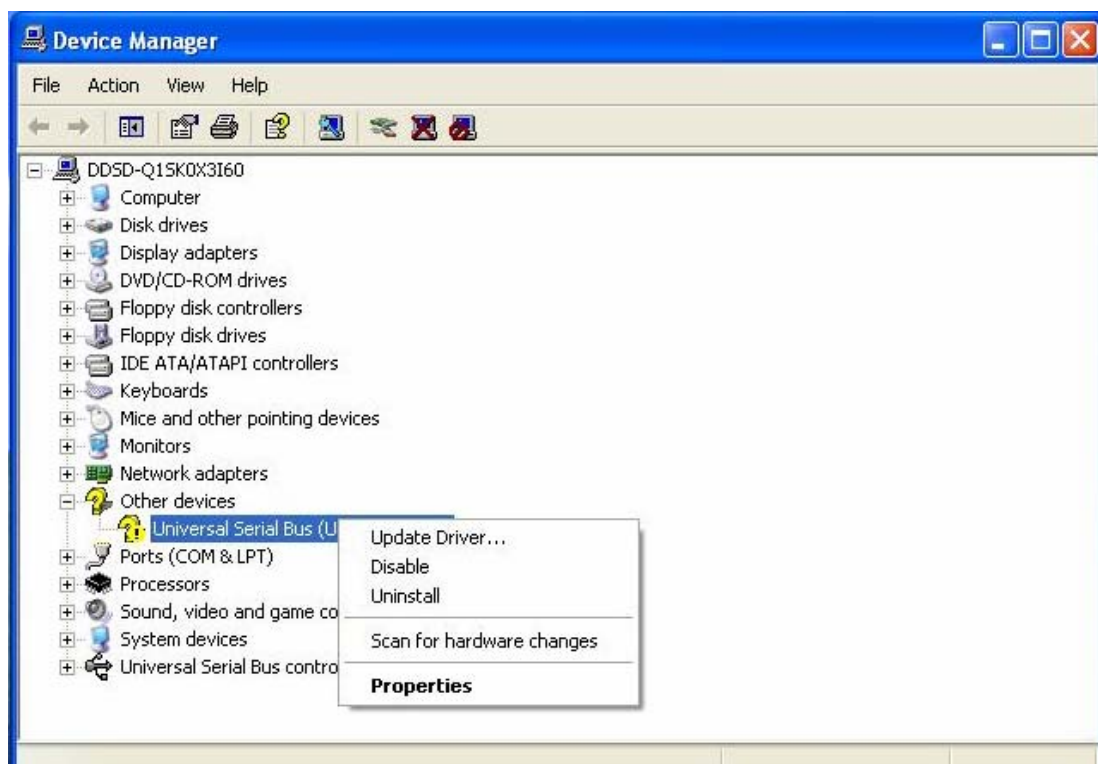 Device Manager
File Action View Help
DDSD-Q15K0X3I60
Computer
Disk drives
Display adapters
DVD/CD-ROM drives
Floppy disk controllers
Floppy disk drives
IDE ATA/ATAPI controllers
Keyboards
Mice and other pointing devices
Monitors
Network adapters
Other devices
Universal Serial Bus (U
Ports (COM & LPT)
Processors
Sound, video and game co
System devices
Universal Serial Bus contro
Update Driver...
Disable
Uninstall
Scan for hardware changes
Properties